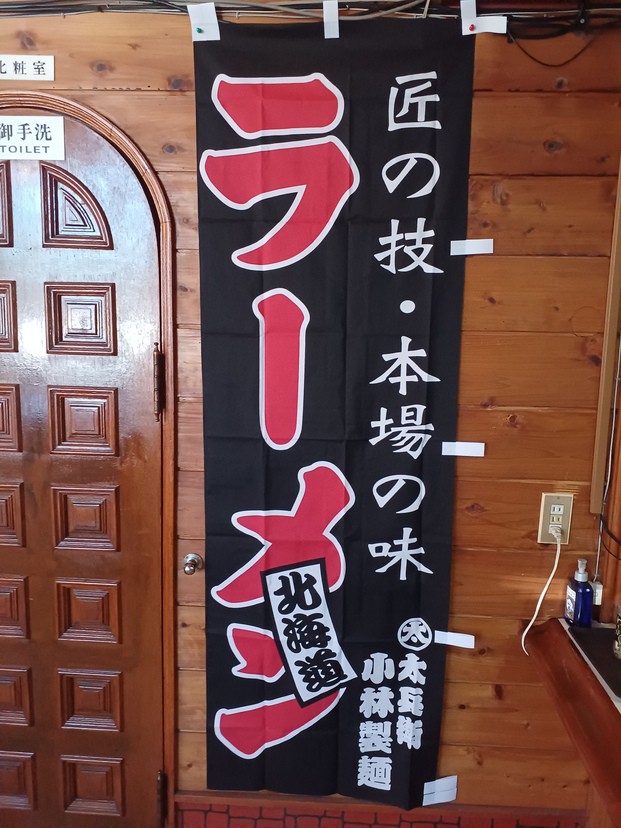 化粧室
御手洗
TOILET
匠の技・本場の味
ラーメン
北海道
太 太兵衛
小林製麺